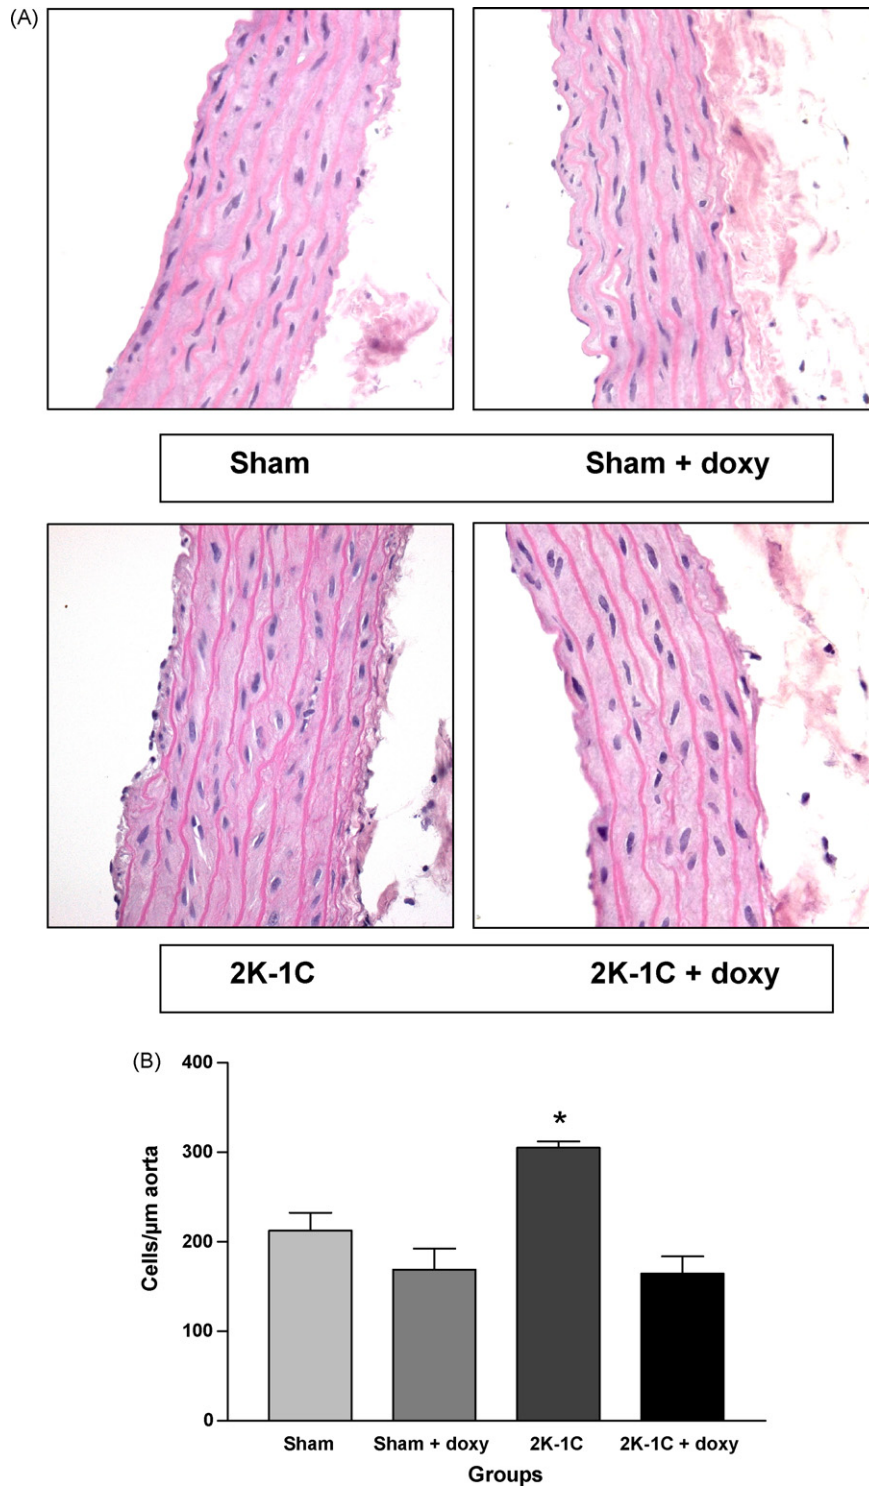 (A)
Sham
Sham + doxy
2K-1C
2K-1C + doxy
(B)
400
300
200
100
0
Cells/µm aorta
*
Sham
Sham + doxy
2K-1C
2K-1C + doxy
Groups